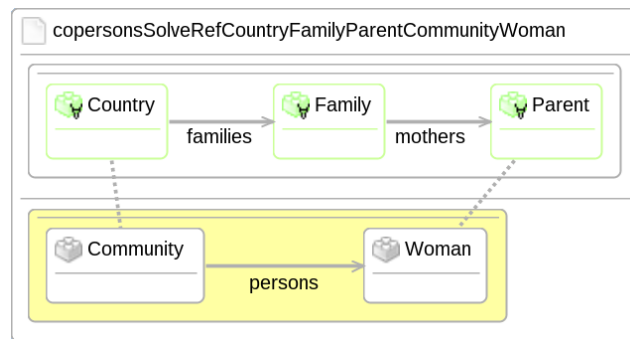 copersonsSolveRefCountryFamilyParentCommunityWoman
Country
Family
Parent
families
mothers
Community
Woman
persons